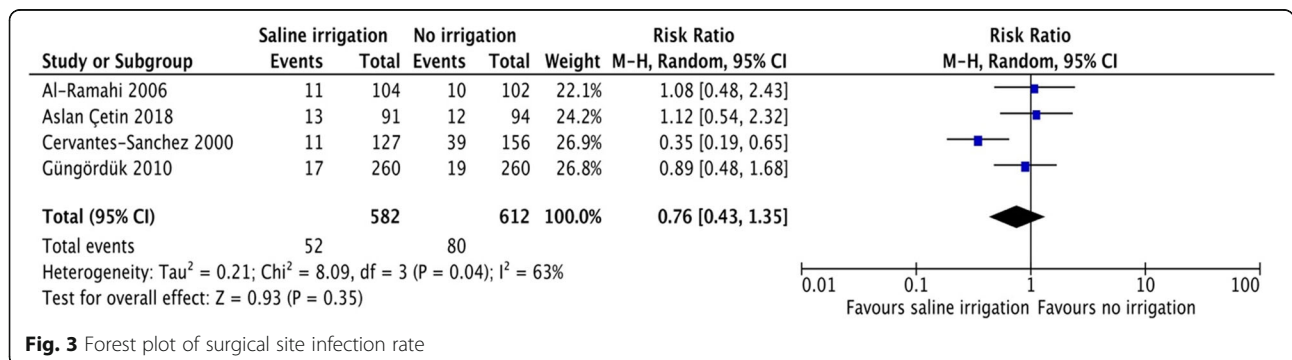 Saline irrigation No irrigation Risk Ratio Risk Ratio
Study or Subgroup Events Total Events Total Weight M-H, Random, 95% CI M-H, Random, 95% CI
Al-Ramahi 2006 11 104 10 102 22.1% 1.08 [0.48, 2.43]
Aslan Çetin 2018 13 91 12 94 24.2% 1.12 [0.54, 2.32]
Cervantes-Sanchez 2000 11 127 39 156 26.9% 0.35 [0.19, 0.65]
Güngördük 2010 17 260 19 260 26.8% 0.89 [0.48, 1.68]
Total (95% CI) 582 612 100.0% 0.76 [0.43, 1.35]
Total events 52 80
Heterogeneity: Tau² = 0.21; Chi² = 8.09, df = 3 (P = 0.04); I² = 63%
Test for overall effect: Z = 0.93 (P = 0.35)
0.01 0.1 1 10 100
Favours saline irrigation Favours no irrigation
Fig. 3 Forest plot of surgical site infection rate